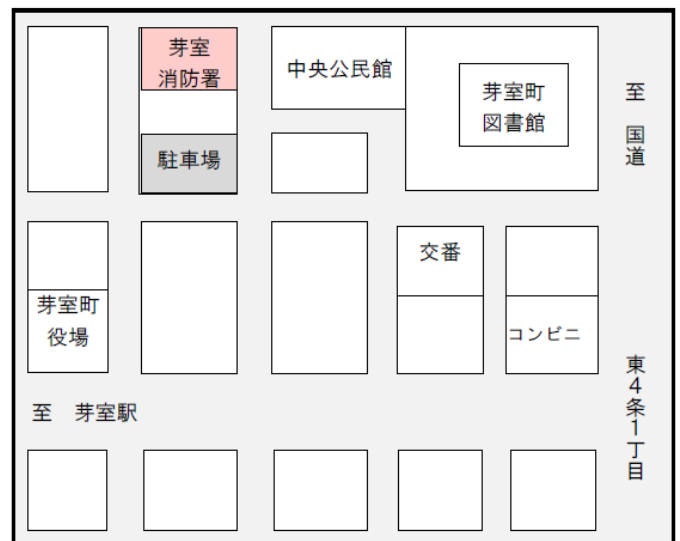 芽室
消防署
中央公民館
芽室町
図書館
至　国道
駐車場
交番
芽室町
役場
コンビニ
東4条1丁目
至　芽室駅